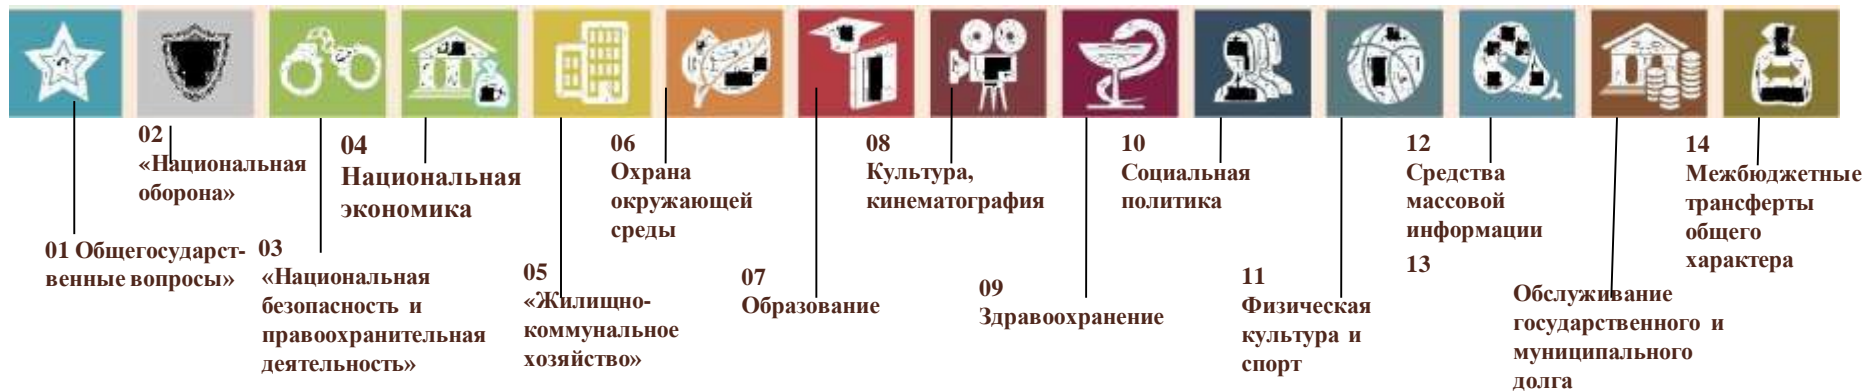 01 Общегосударст-
венные вопросы»
02
«Национальная
оборона»
03
«Национальная
безопасность и
правоохранительная
деятельность»
04
Национальная
экономика
05
«Жилищно-
коммунальное
хозяйство»
06
Охрана
окружающей
среды
07
Образование
08
Культура,
кинематография
09
Здравоохранение
10
Социальная
политика
11
Физическая
культура и
спорт
12
Средства
массовой
информации
13
Обслуживание
государственного и
муниципального
долга
14
Межбюджетные
трансферты
общего
характера